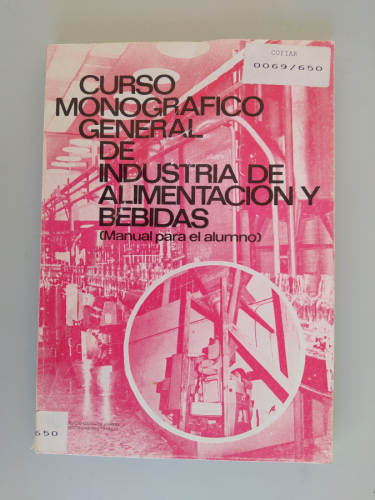 COITAR
0069/650
CURSO
MONOGRAFICO
GENERAL
DE
INDUSTRIA DE
ALIMENTACION Y
BEBIDAS
(Manual para el alumno)
650